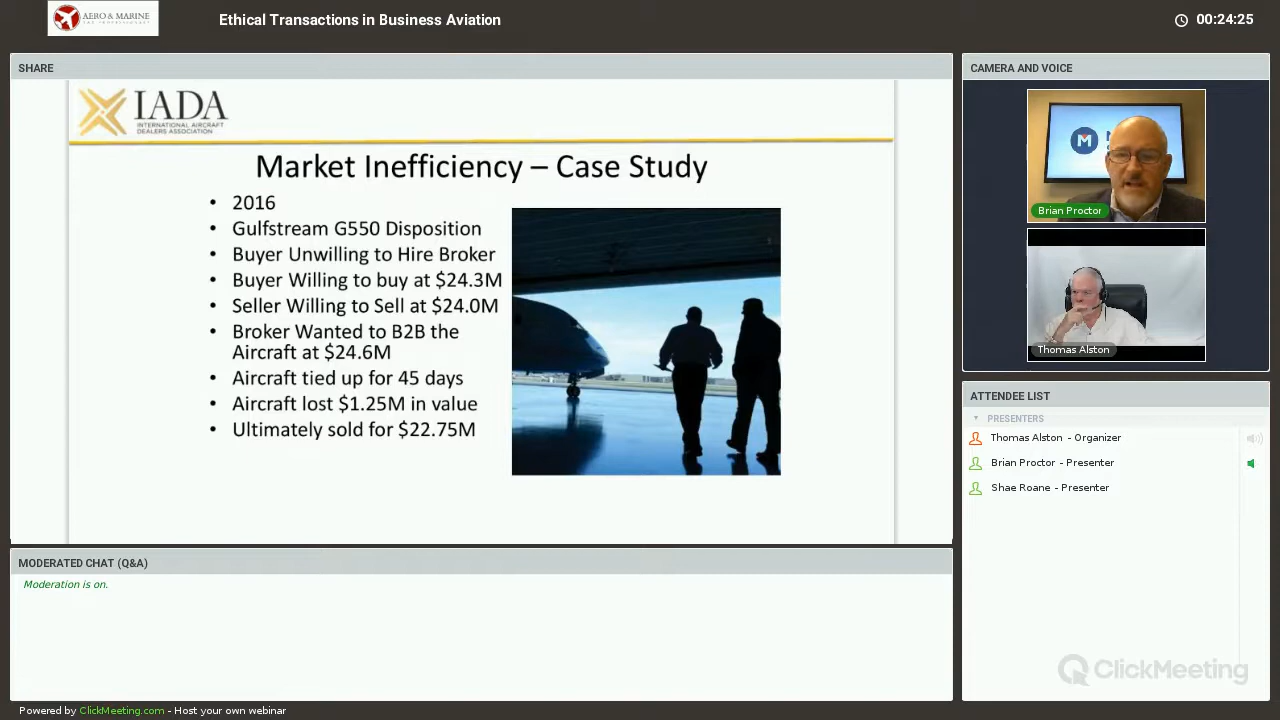 AERO & MARINE
Ethical Transactions in Business Aviation
00:24:25
SHARE
IADA
INTERNATIONAL AIRCRAFT
DEALERS ASSOCIATION
Market Inefficiency – Case Study
• 2016
• Gulfstream G550 Disposition
• Buyer Unwilling to Hire Broker
• Buyer Willing to buy at $24.3M
• Seller Willing to Sell at $24.0M
• Broker Wanted to B2B the
Aircraft at $24.6M
• Aircraft tied up for 45 days
• Aircraft lost $1.25M in value
• Ultimately sold for $22.75M
CAMERA AND VOICE
M
Brian Proctor
Thomas Alston
ATTENDEE LIST
PRESENTERS
Thomas Alston - Organizer
Brian Proctor - Presenter
Shae Roane - Presenter
MODERATED CHAT (Q&A)
Moderation is on.
ClickMeeting
Powered by ClickMeeting.com - Host your own webinar